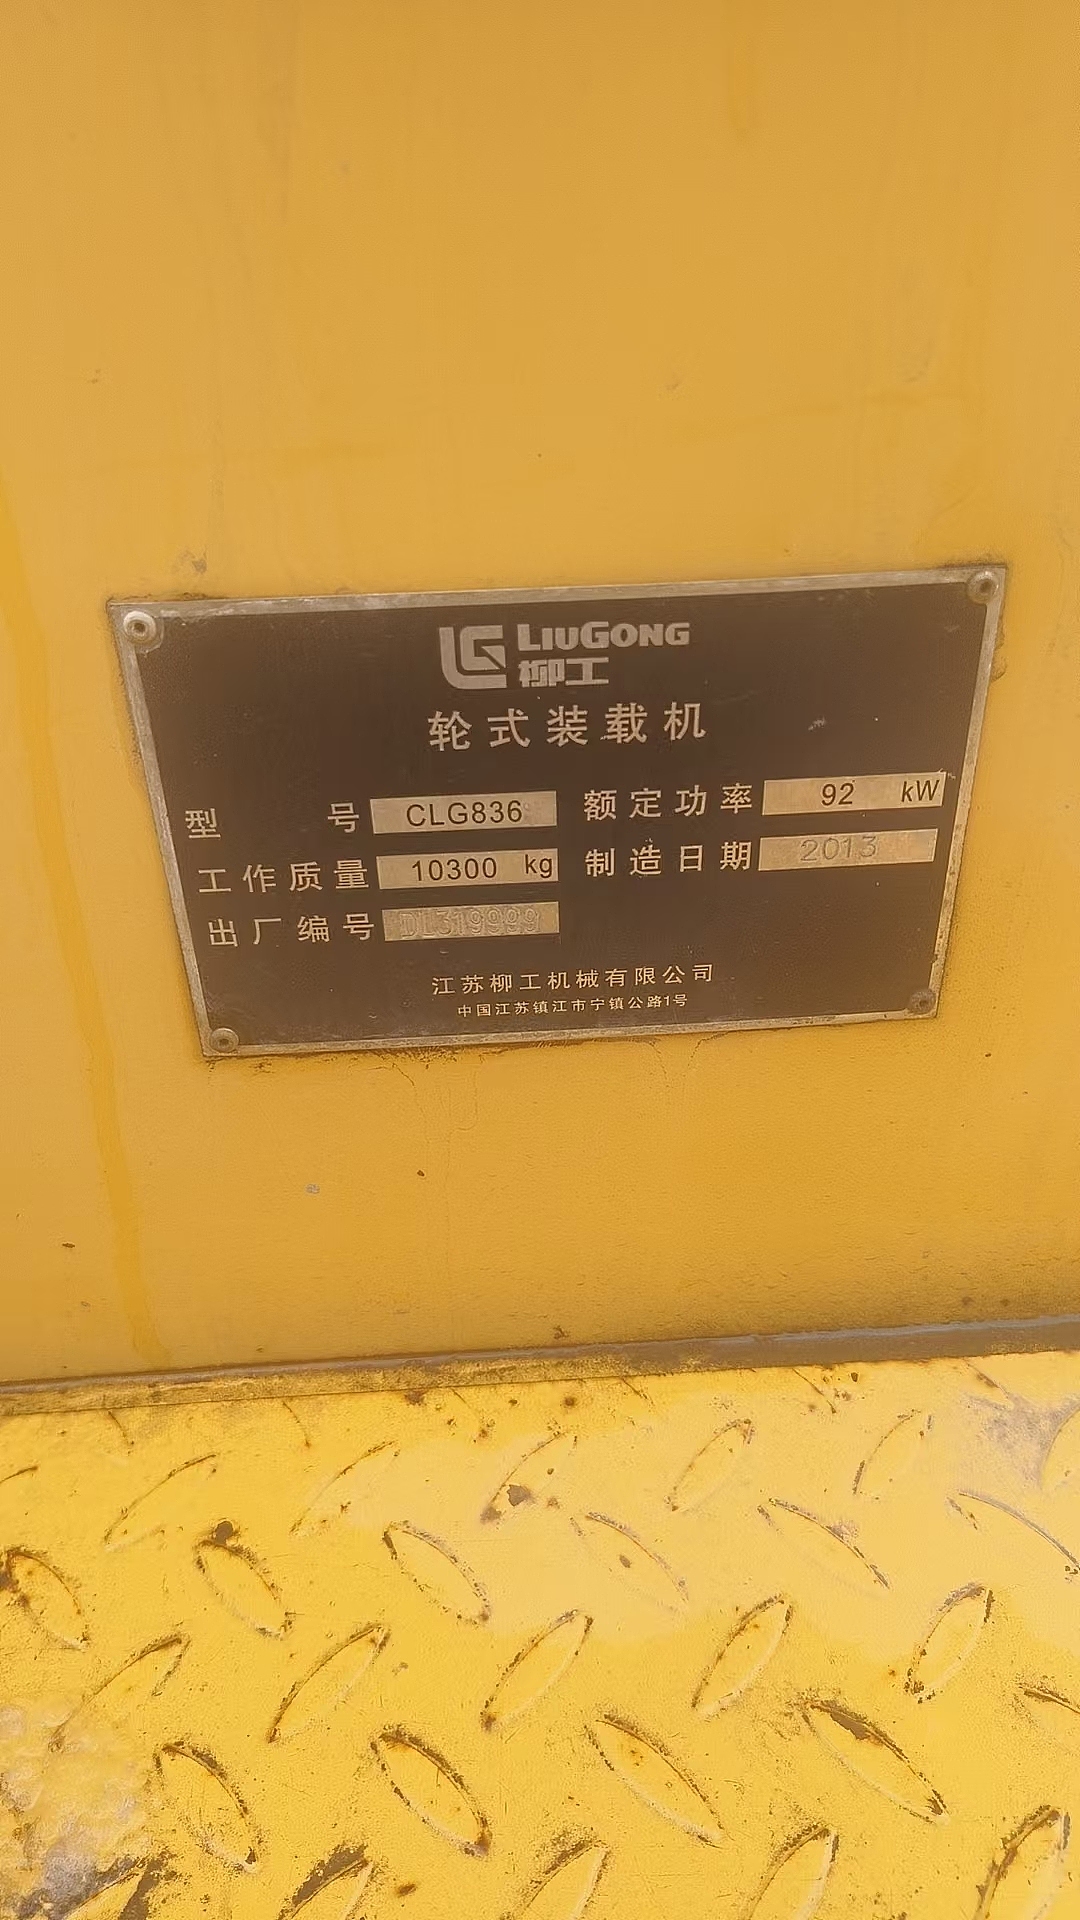 LG LIUGONG
柳工
轮式装载机
型号 CLG836 额定功率 92 kW
工作质量 10300 kg 制造日期 2013
出厂编号 DL319999
江苏柳工机械有限公司
中国江苏镇江市宁镇公路1号